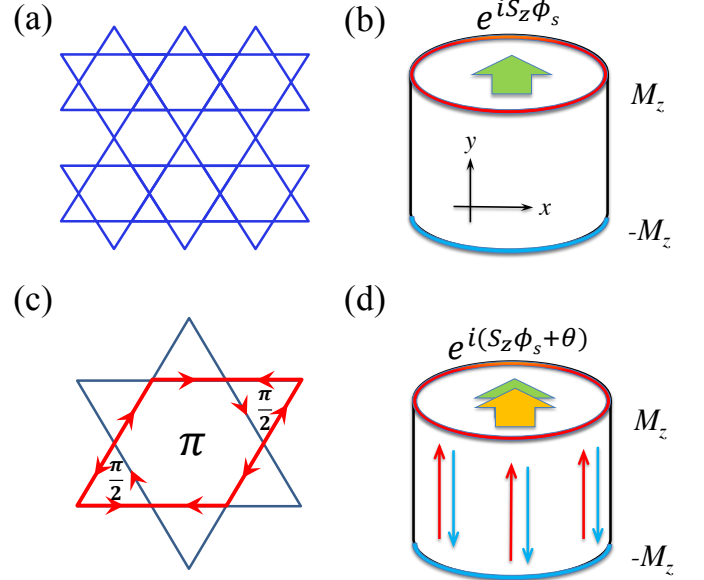 (a)
(b)
e^{iS_zϕ_s}
M_z
y
x
-M_z
(c)
(d)
π/2
π
π/2
e^{i(S_zϕ_s+θ)}
M_z
-M_z